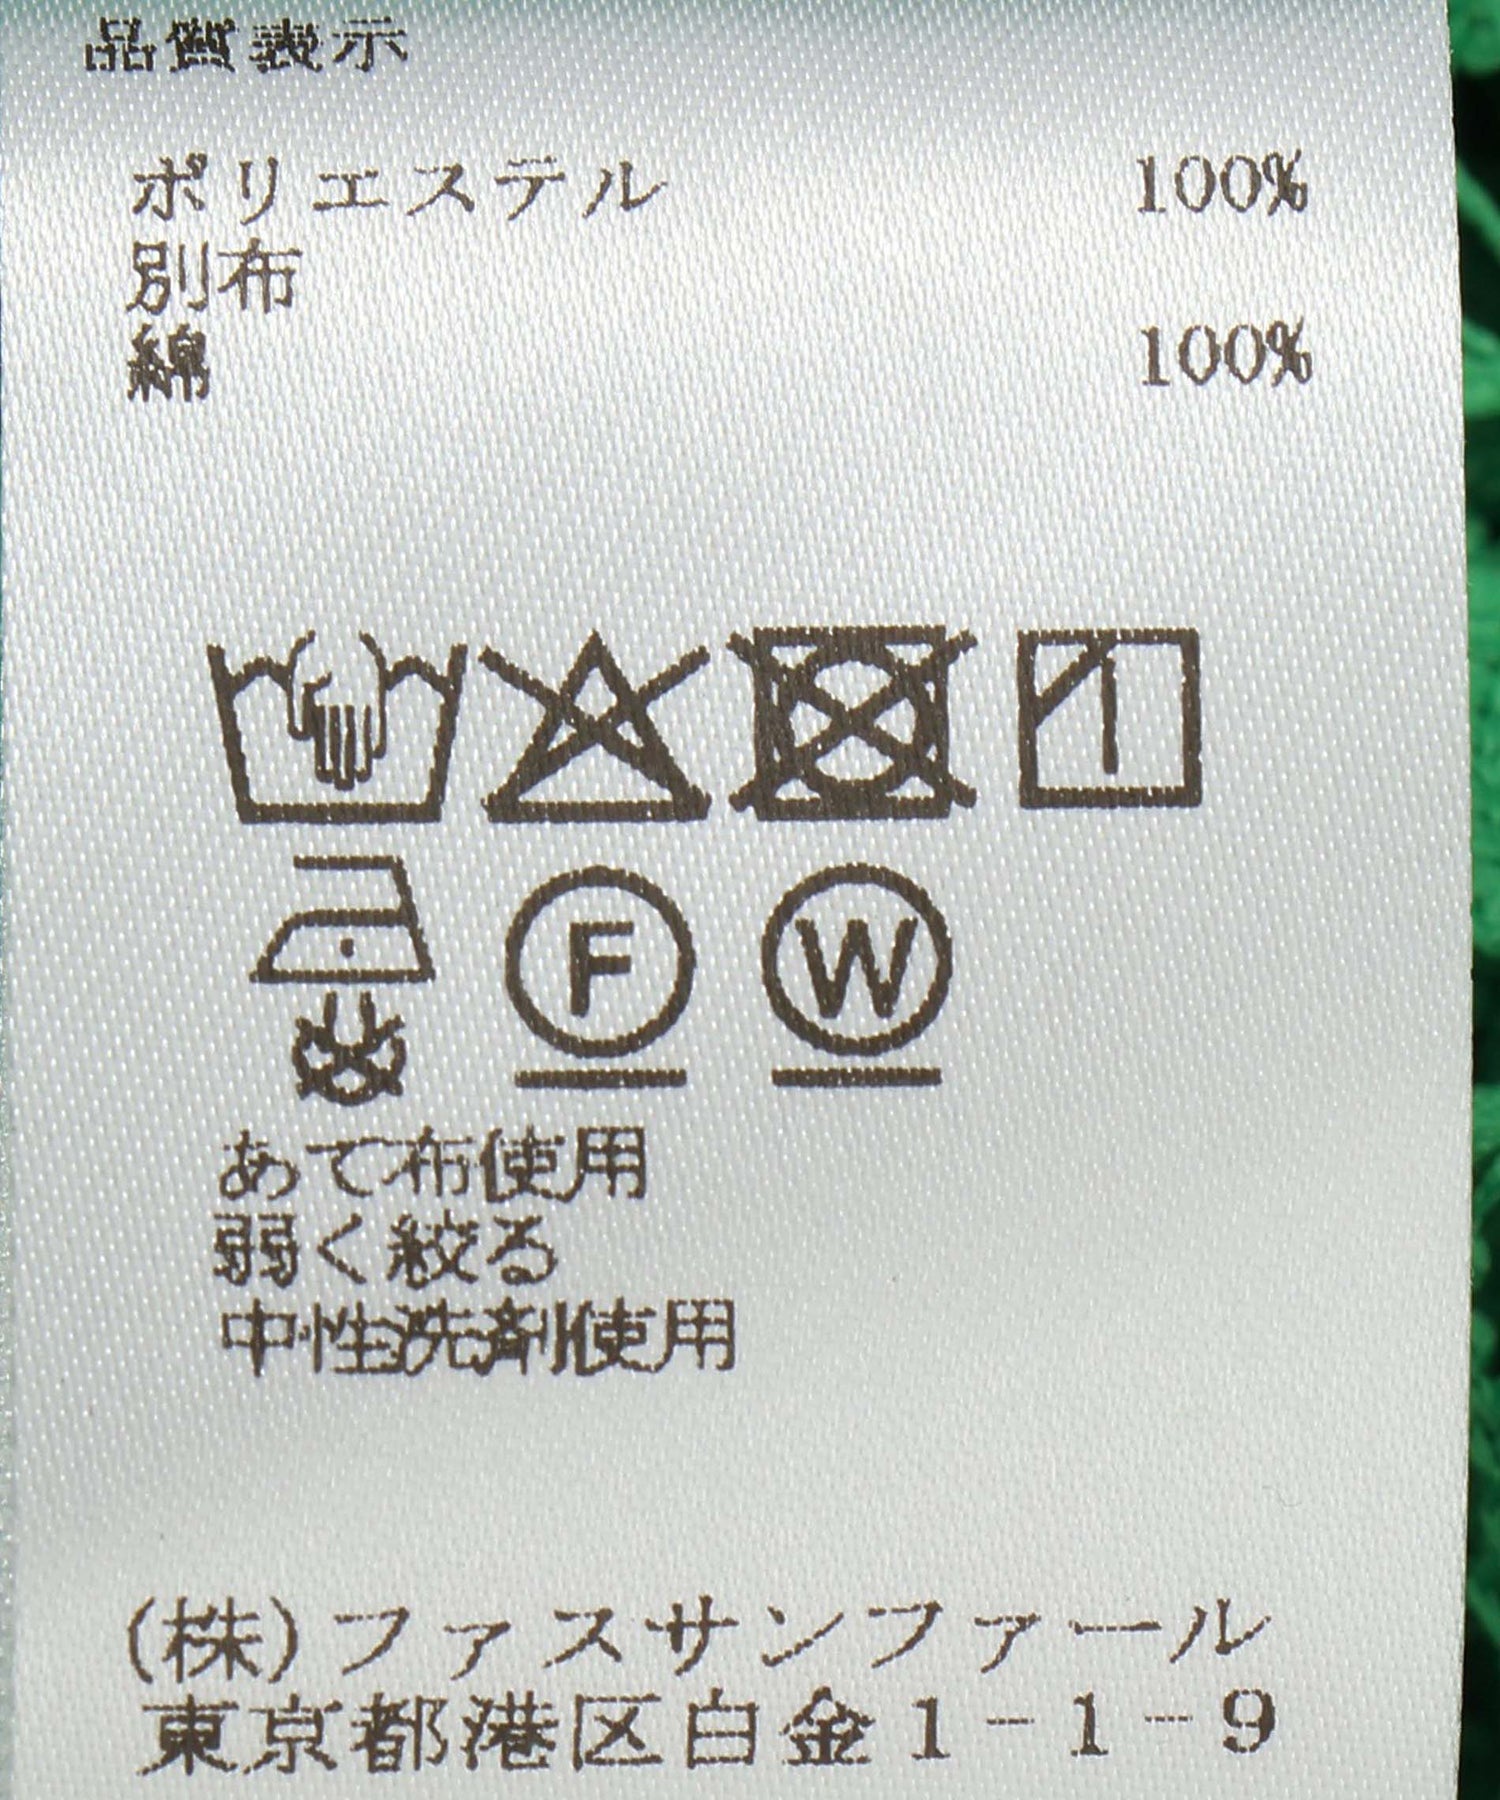 品質表示
ポリエステル 100%
別布
綿 100%
F W
あて布使用
弱く絞る
中性洗剤使用
(株)ファスサンファール
東京都港区白金1-1-9